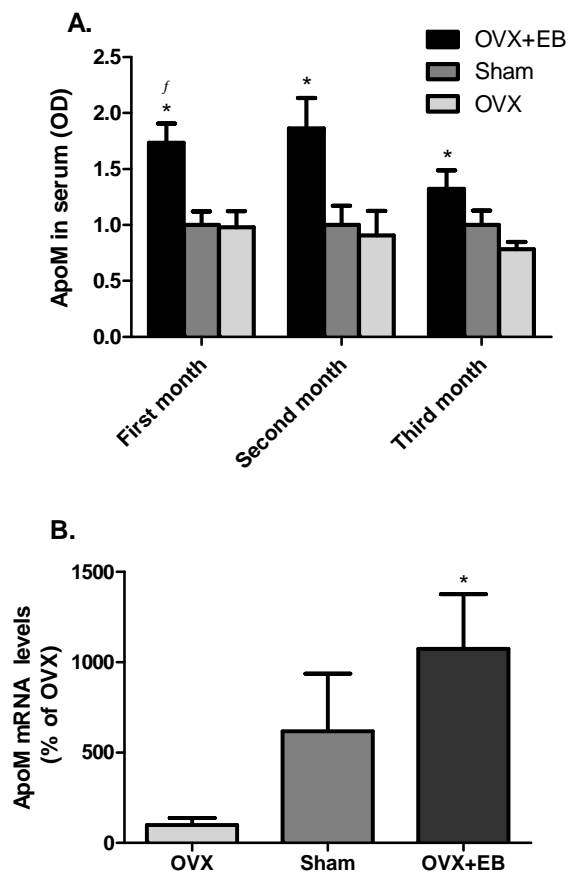 A.
OVX+EB
Sham
OVX
ApoM in serum (OD)
2.5
2.0
1.5
1.0
0.5
0.0
f
*
*
*
First month
Second month
Third month
B.
ApoM mRNA levels
(% of OVX)
1500
1000
500
0
*
OVX
Sham
OVX+EB